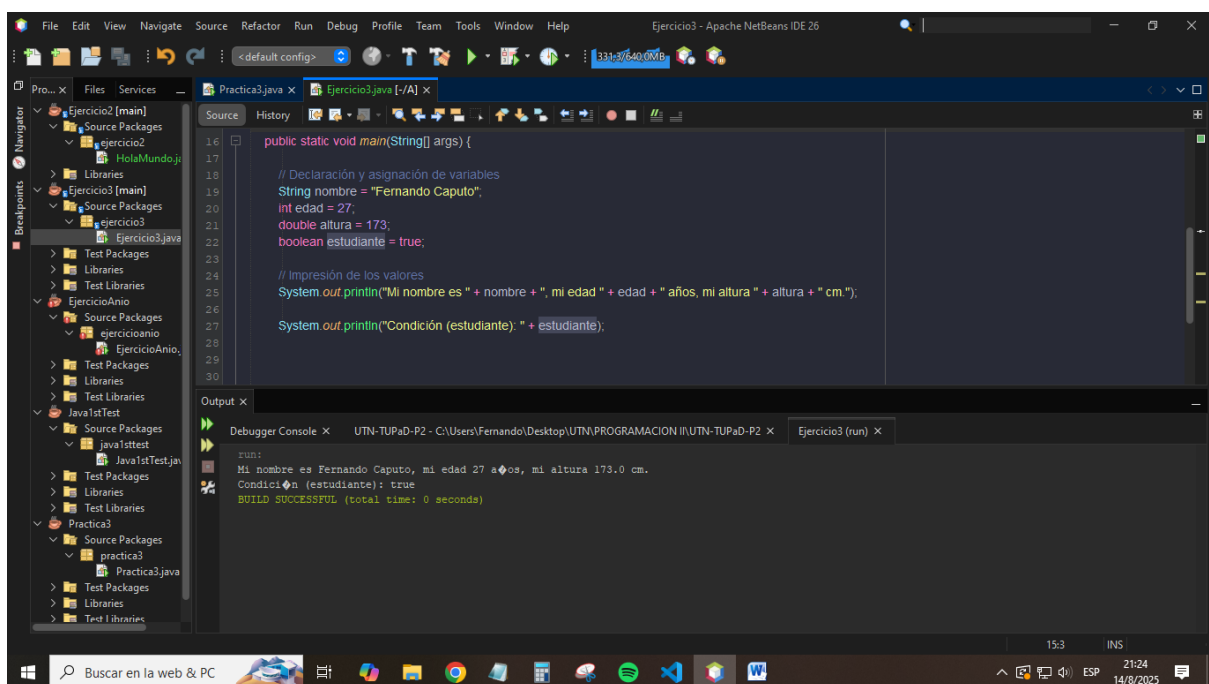 File Edit View Navigate Source Refactor Run Debug Profile Team Tools Window Help Ejercicio3 - Apache NetBeans IDE 26
<default config> 331,3/640,0MB
Pro... × Files Services
Practica3.java × Ejercicio3.java [-/A] ×
Navigator
Breakpoints
Ejercicio2 [main]
Source Packages
ejercicio2
HolaMundo.ja
Libraries
Ejercicio3 [main]
Source Packages
ejercicio3
Ejercicio3.java
Test Packages
Libraries
Test Libraries
EjercicioAnio
Source Packages
ejercicioanio
EjercicioAnio.
Test Packages
Libraries
Test Libraries
Java1stTest
Source Packages
java1sttest
Java1stTest.jav
Test Packages
Libraries
Test Libraries
Practica3
Source Packages
practica3
Practica3.java
Test Packages
Libraries
Test Libraries
Source History
16 public static void main(String[] args) {
17
18 // Declaración y asignación de variables
19 String nombre = "Fernando Caputo";
20 int edad = 27;
21 double altura = 173;
22 boolean estudiante = true;
23
24 // Impresión de los valores
25 System.out.println("Mi nombre es " + nombre + ", mi edad " + edad + " años, mi altura " + altura + " cm.");
26
27 System.out.println("Condición (estudiante): " + estudiante);
28
29
30
Output ×
Debugger Console × UTN-TUPaD-P2 - C:\Users\Fernando\Desktop\UTN\PROGRAMACION II\UTN-TUPaD-P2 × Ejercicio3 (run) ×
run:
Mi nombre es Fernando Caputo, mi edad 27 a�os, mi altura 173.0 cm.
Condici�n (estudiante): true
BUILD SUCCESSFUL (total time: 0 seconds)
15:3 INS
Buscar en la web & PC
ESP
21:24
14/8/2025